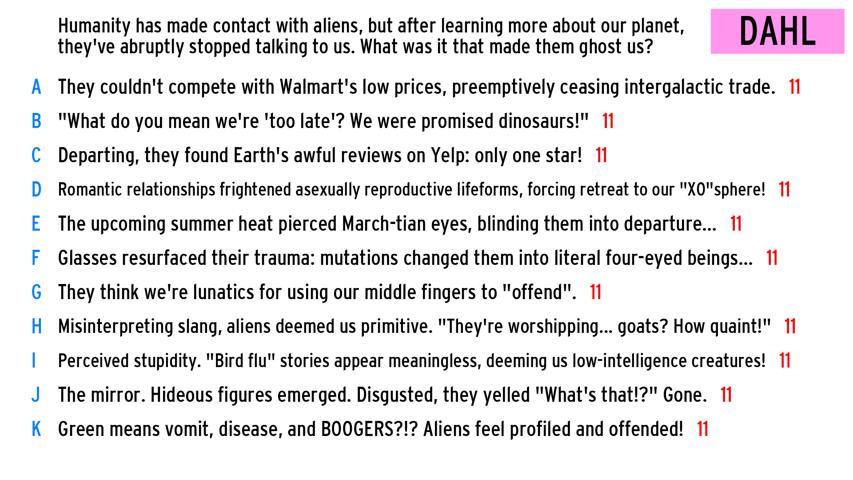 Humanity has made contact with aliens, but after learning more about our planet,
they've abruptly stopped talking to us. What was it that made them ghost us?
DAHL
A They couldn't compete with Walmart's low prices, preemptively ceasing intergalactic trade. 11
B "What do you mean we're 'too late'? We were promised dinosaurs!" 11
C Departing, they found Earth's awful reviews on Yelp: only one star! 11
D Romantic relationships frightened asexually reproductive lifeforms, forcing retreat to our "XO"sphere! 11
E The upcoming summer heat pierced March-tian eyes, blinding them into departure... 11
F Glasses resurfaced their trauma: mutations changed them into literal four-eyed beings... 11
G They think we're lunatics for using our middle fingers to "offend". 11
H Misinterpreting slang, aliens deemed us primitive. "They're worshipping... goats? How quaint!" 11
I Perceived stupidity. "Bird flu" stories appear meaningless, deeming us low-intelligence creatures! 11
J The mirror. Hideous figures emerged. Disgusted, they yelled "What's that!?" Gone. 11
K Green means vomit, disease, and BOOGERS?!? Aliens feel profiled and offended! 11